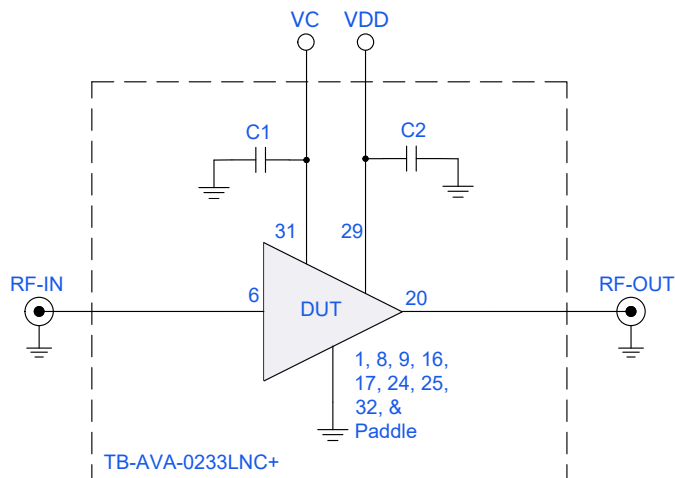 VC
VDD
C1
C2
31
29
RF-IN
RF-OUT
6
DUT
20
1, 8, 9, 16,
17, 24, 25,
32, &
Paddle
TB-AVA-0233LNC+